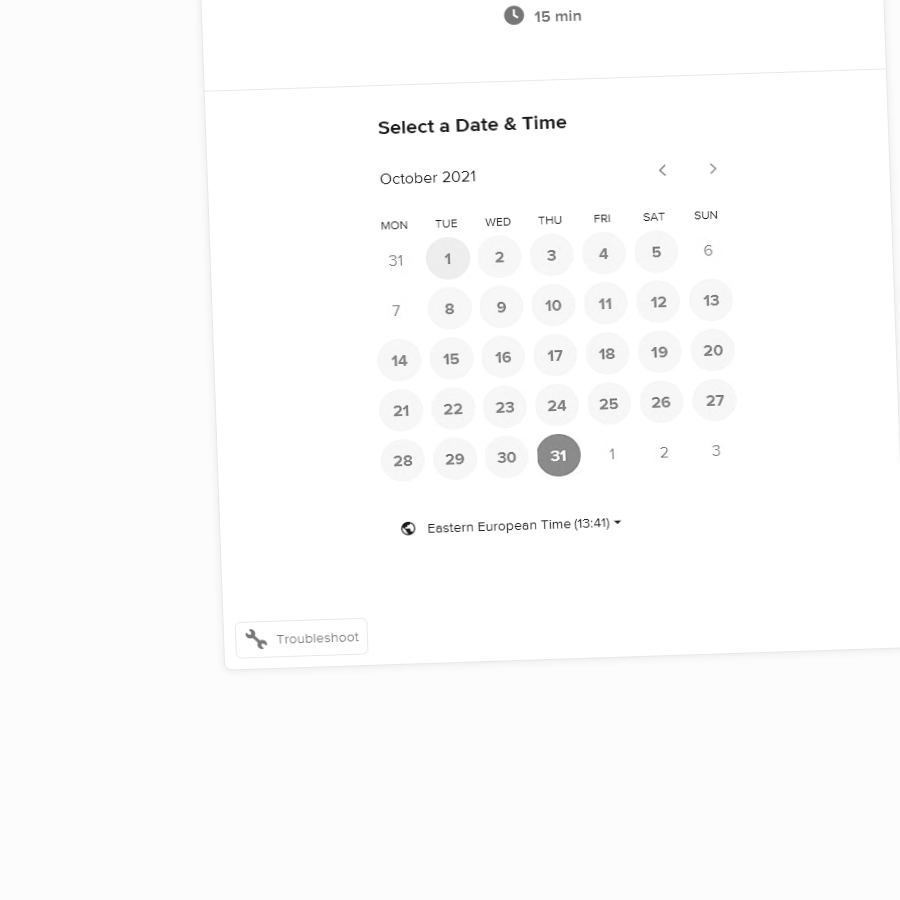 15 min
Select a Date & Time
October 2021
MON TUE WED THU FRI SAT SUN
31 1 2 3 4 5 6
7 8 9 10 11 12 13
14 15 16 17 18 19 20
21 22 23 24 25 26 27
28 29 30 31 1 2 3
Eastern European Time (13:41)
Troubleshoot